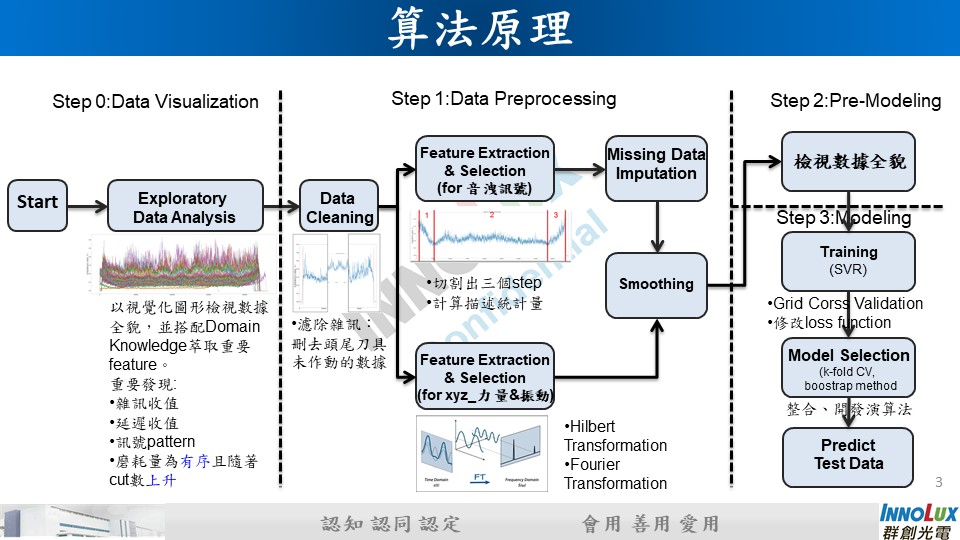 算法原理
Step 0:Data Visualization
Step 1:Data Preprocessing
Step 2:Pre-Modeling
Start
Exploratory
Data Analysis
以視覺化圖形檢視數據
全貌，並搭配Domain
Knowledge萃取重要
feature。
重要發現:
•雜訊收值
•延遲收值
•訊號pattern
•磨耗量為有序且隨著
cut數上升
Data
Cleaning
•濾除雜訊：
刪去頭尾刀具
未作動的數據
Feature Extraction
& Selection
(for 音洩訊號)
1 2 3
•切割出三個step
•計算描述統計量
Feature Extraction
& Selection
(for xyz_力量&振動)
Time Domain
s(t)
FT
Frequency Domain
S(ω)
•Hilbert
Transformation
•Fourier
Transformation
Missing Data
Imputation
Smoothing
檢視數據全貌
Step 3:Modeling
Training
(SVR)
•Grid Corss Validation
•修改loss function
Model Selection
(k-fold CV,
boostrap method
整合、開發演算法
Predict
Test Data
INNOLUX
Confidential
3
認知 認同 認定
會用 善用 愛用
INNOLUX
群創光電